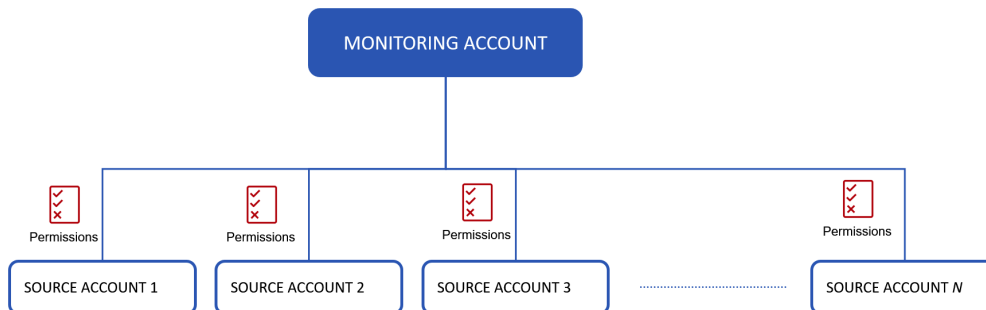 MONITORING ACCOUNT
Permissions
Permissions
Permissions
Permissions
SOURCE ACCOUNT 1
SOURCE ACCOUNT 2
SOURCE ACCOUNT 3
SOURCE ACCOUNT N